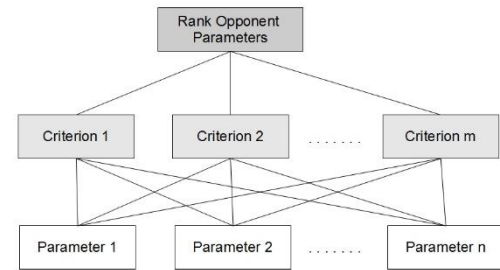 Rank Opponent
Parameters
Criterion 1
Criterion 2
. . . . . . .
Criterion m
Parameter 1
Parameter 2
. . . . . . .
Parameter n